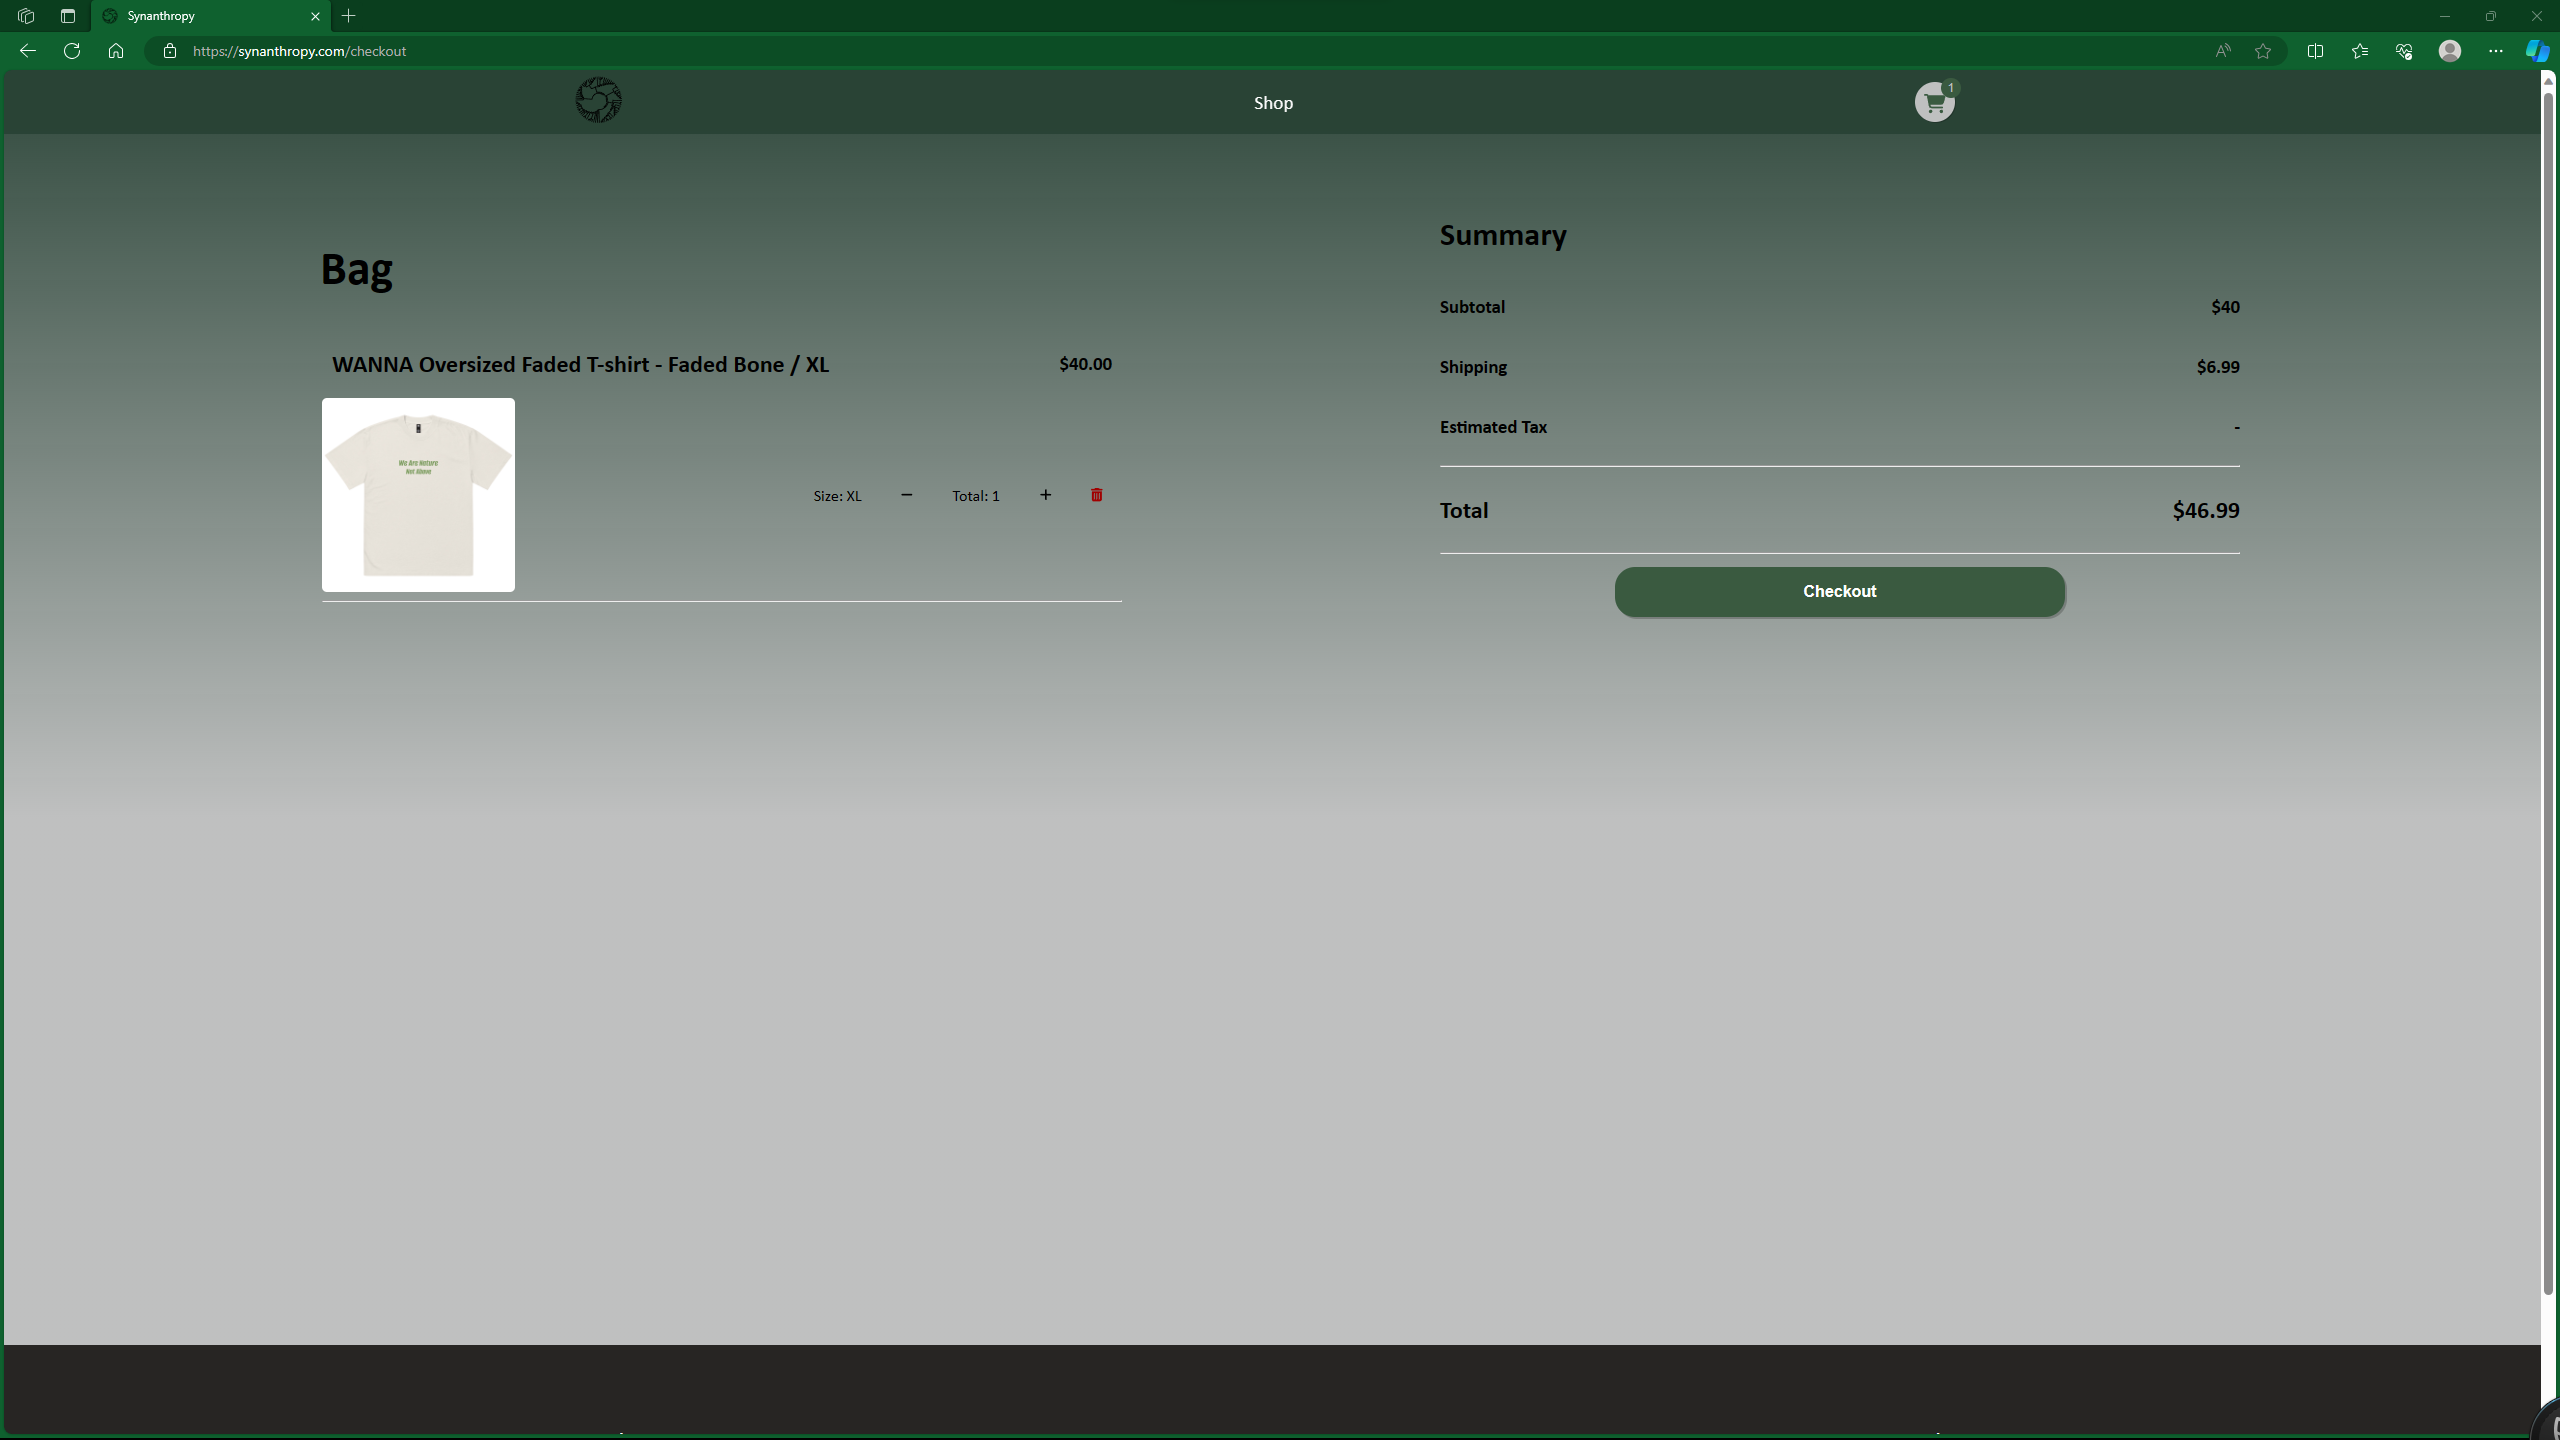 Synanthropy
https://synanthropy.com/checkout
Shop
1
Bag
WANNA Oversized Faded T-shirt - Faded Bone / XL
$40.00
We Are Nature
Not Above
Size: XL
Total: 1
Summary
Subtotal
$40
Shipping
$6.99
Estimated Tax
-
Total
$46.99
Checkout